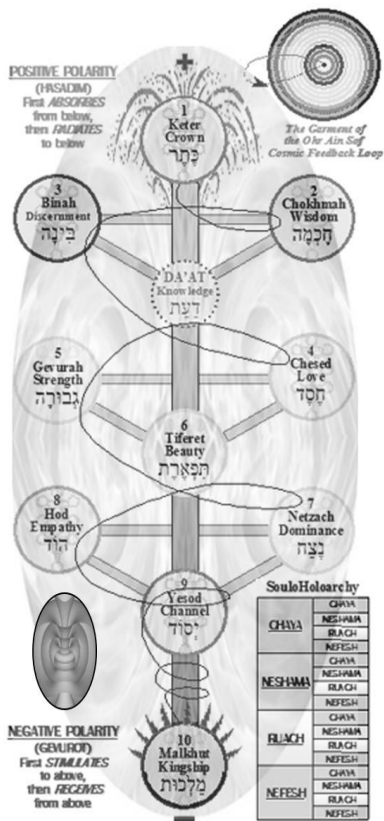 POSITIVE POLARITY
(HASADIM)
First ABSORBES
from below,
then RADIATES
to below
+
The Garment of
the Ohr Ain Sof
Cosmic Feedback Loop
1
Keter
Crown
כֶּתֶר
3
Binah
Discernment
בִּינָה
2
Chokhmah
Wisdom
חָכְמָה
DA'AT
Knowledge
דַּעַת
5
Gevurah
Strength
גְּבוּרָה
4
Chesed
Love
חֶסֶד
6
Tiferet
Beauty
תִּפְאֶרֶת
8
Hod
Empathy
הוֹד
7
Netzach
Dominance
נֶצַח
9
Yesod
Channel
יְסוֹד
10
Malkhut
Kingship
מַלְכוּת
NEGATIVE POLARITY
(GEVUROT)
First STIMULATES
to above,
then RECEIVES
from above
SouloHoloarchy
CHAYA
CHAYA
NESHAMA
RUACH
NEFESH
NESHAMA
CHAYA
NESHAMA
RUACH
NEFESH
RUACH
CHAYA
NESHAMA
RUACH
NEFESH
NEFESH
CHAYA
NESHAMA
RUACH
NEFESH